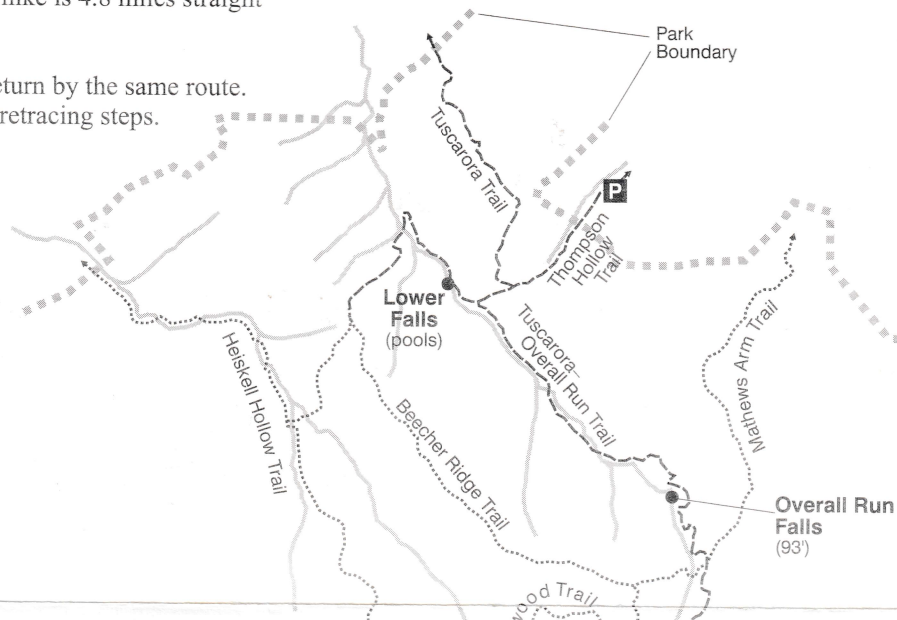 hike is 4.8 miles straight
eturn by the same route.
retracing steps.
Park
Boundary
Tuscarora Trail
P
Thompson
Hollow
Trail
Lower
Falls
(pools)
Tuscarora–
Overall Run Trail
Mathews Arm Trail
Heiskell Hollow Trail
Beecher Ridge Trail
Overall Run
Falls
(93')
wood Trail